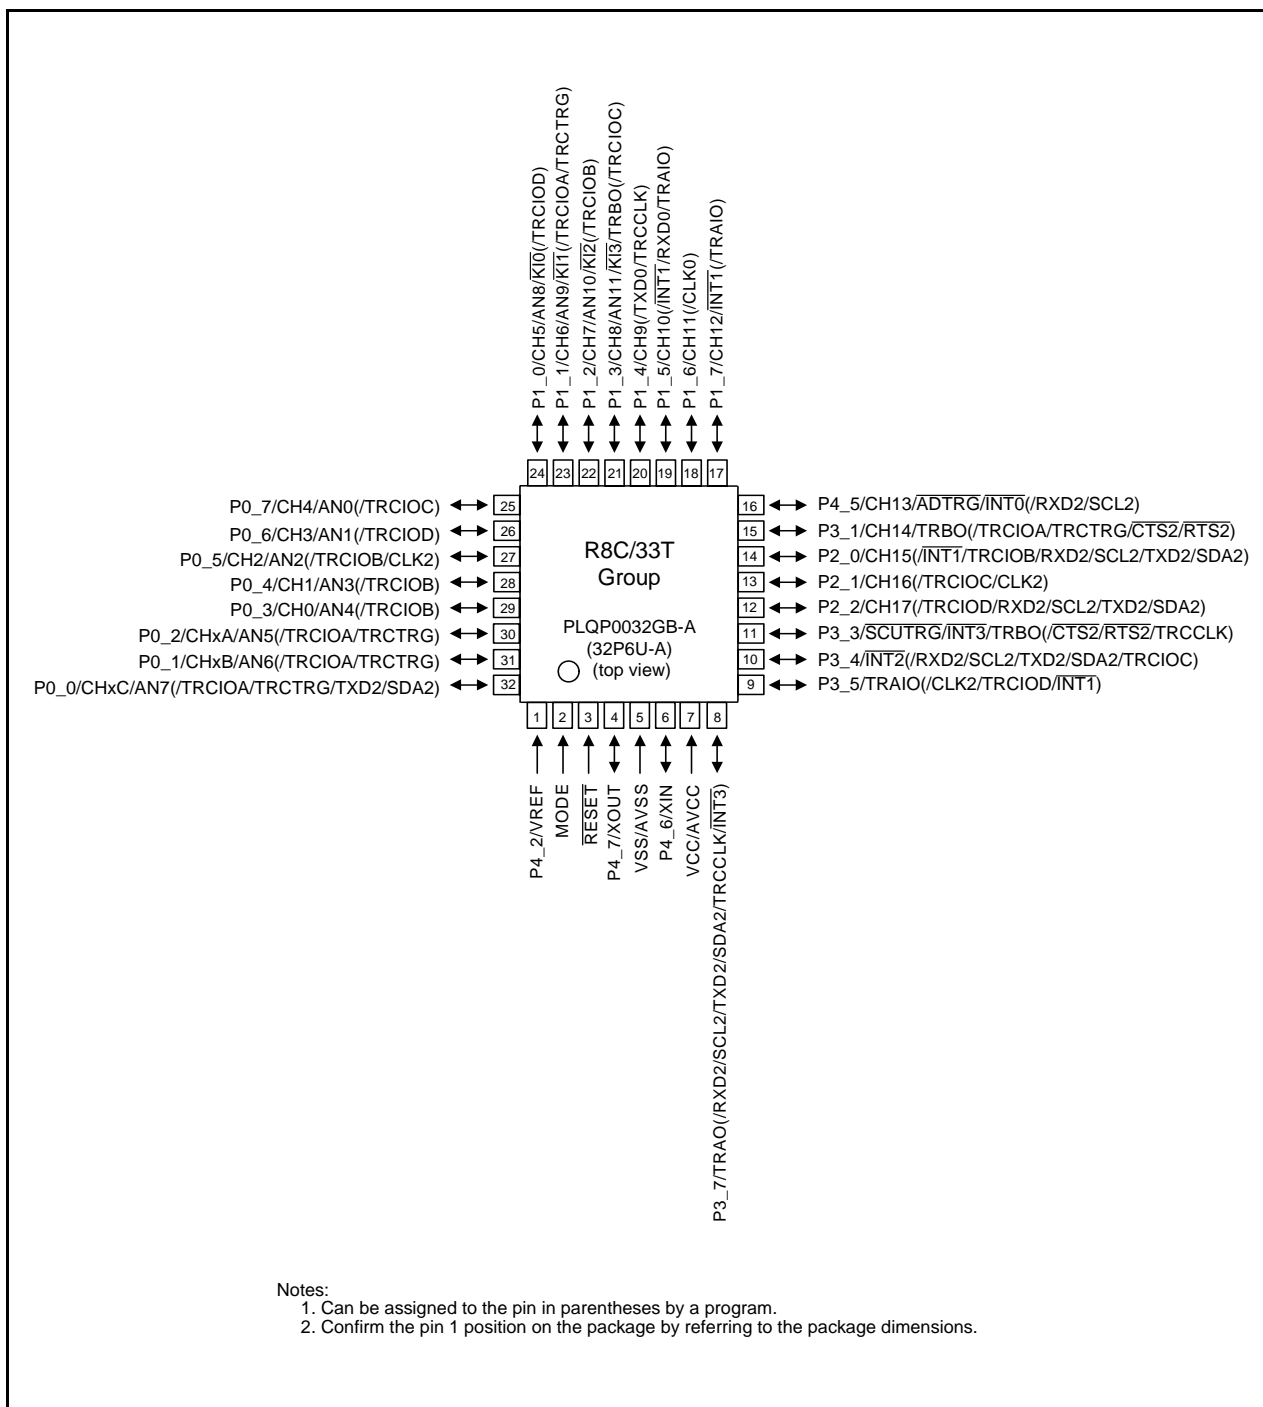 P1_0/CH5/AN8/KI0(/TRCIOD)
P1_1/CH6/AN9/KI1(/TRCIOA/TRCTRG)
P1_2/CH7/AN10/KI2(/TRCIOB)
P1_3/CH8/AN11/KI3/TRBO(/TRCIOC)
P1_4/CH9(/TXD0/TRCCLK)
P1_5/CH10(/INT1/RXD0/TRAIO)
P1_6/CH11(/CLK0)
P1_7/CH12/INT1(/TRAIO)
24 23 22 21 20 19 18 17
P0_7/CH4/AN0(/TRCIOC) 25
P0_6/CH3/AN1(/TRCIOD) 26
P0_5/CH2/AN2(/TRCIOB/CLK2) 27
P0_4/CH1/AN3(/TRCIOB) 28
P0_3/CH0/AN4(/TRCIOB) 29
P0_2/CHxA/AN5(/TRCIOA/TRCTRG) 30
P0_1/CHxB/AN6(/TRCIOA/TRCTRG) 31
P0_0/CHxC/AN7(/TRCIOA/TRCTRG/TXD2/SDA2) 32
R8C/33T
Group
PLQP0032GB-A
(32P6U-A)
(top view)
16 P4_5/CH13/ADTRG/INT0(/RXD2/SCL2)
15 P3_1/CH14/TRBO(/TRCIOA/TRCTRG/CTS2/RTS2)
14 P2_0/CH15(/INT1/TRCIOB/RXD2/SCL2/TXD2/SDA2)
13 P2_1/CH16(/TRCIOC/CLK2)
12 P2_2/CH17(/TRCIOD/RXD2/SCL2/TXD2/SDA2)
11 P3_3/SCUTRG/INT3/TRBO(/CTS2/RTS2/TRCCLK)
10 P3_4/INT2(/RXD2/SCL2/TXD2/SDA2/TRCIOC)
9 P3_5/TRAIO(/CLK2/TRCIOD/INT1)
1 2 3 4 5 6 7 8
P4_2/VREF
MODE
RESET
P4_7/XOUT
VSS/AVSS
P4_6/XIN
VCC/AVCC
P3_7/TRAO(/RXD2/SCL2/TXD2/SDA2/TRCCLK/INT3)
Notes:
1. Can be assigned to the pin in parentheses by a program.
2. Confirm the pin 1 position on the package by referring to the package dimensions.